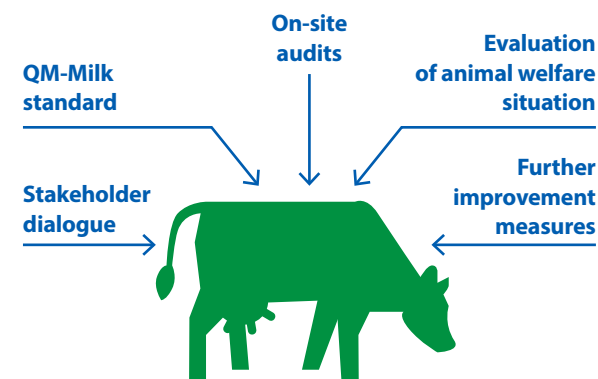 On-site
audits
Evaluation
of animal welfare
situation
QM-Milk
standard
Further
improvement
measures
Stakeholder
dialogue